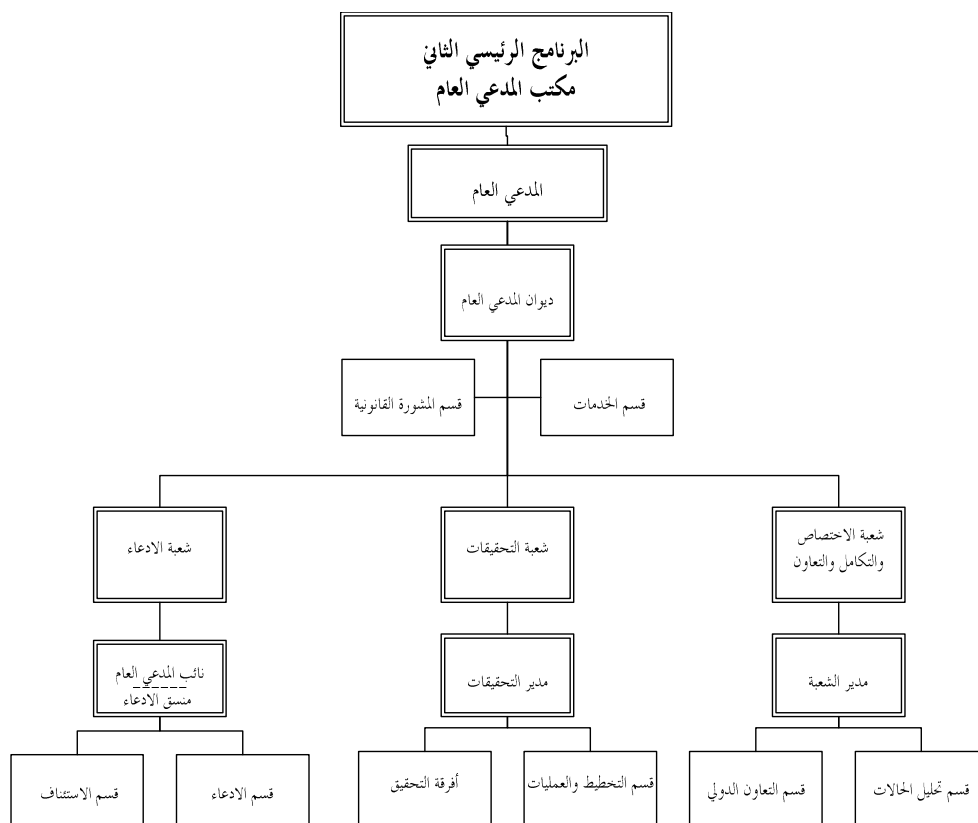 البرنامج الرئيسي الثاني
مكتب المدعي العام
المدعي العام
ديوان المدعي العام
قسم الخدمات
قسم المشورة القانونية
شعبة الاختصاص
والتكامل والتعاون
شعبة التحقيقات
شعبة الادعاء
مدير الشعبة
مدير التحقيقات
نائب المدعي العام
منسق الادعاء
قسم تحليل الحالات
قسم التعاون الدولي
قسم التخطيط والعمليات
أفرقة التحقيق
قسم الادعاء
قسم الاستئناف